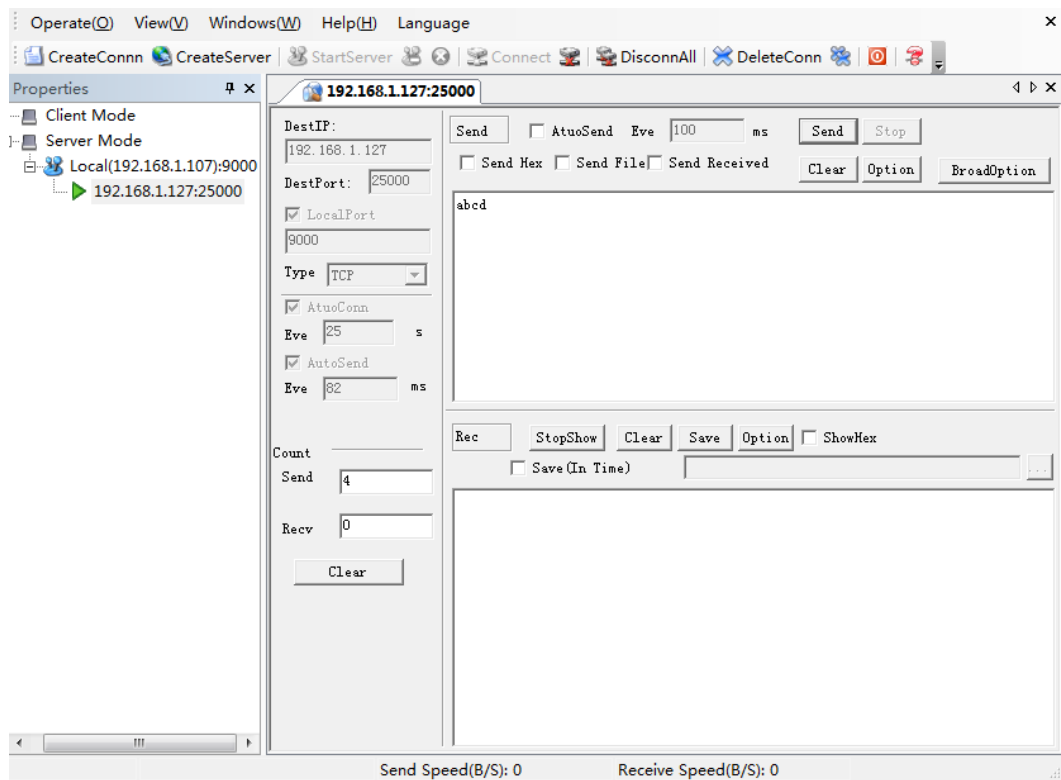 Operate(O) View(V) Windows(W) Help(H) Language
CreateConnn CreateServer StartServer Connect DisconnAll DeleteConn
Properties
192.168.1.127:25000
Client Mode
Server Mode
Local(192.168.1.107):9000
192.168.1.127:25000
DestIP:
192.168.1.127
DestPort: 25000
LocalPort
9000
Type TCP
AtuoConn
Eve 25 s
AutoSend
Eve 82 ms
Count
Send 4
Recv 0
Clear
Send AtuoSend Eve 100 ms Send Stop
Send Hex Send File Send Received Clear Option BroadOption
abcd
Rec StopShow Clear Save Option ShowHex
Save(In Time) ...
Send Speed(B/S): 0 Receive Speed(B/S): 0